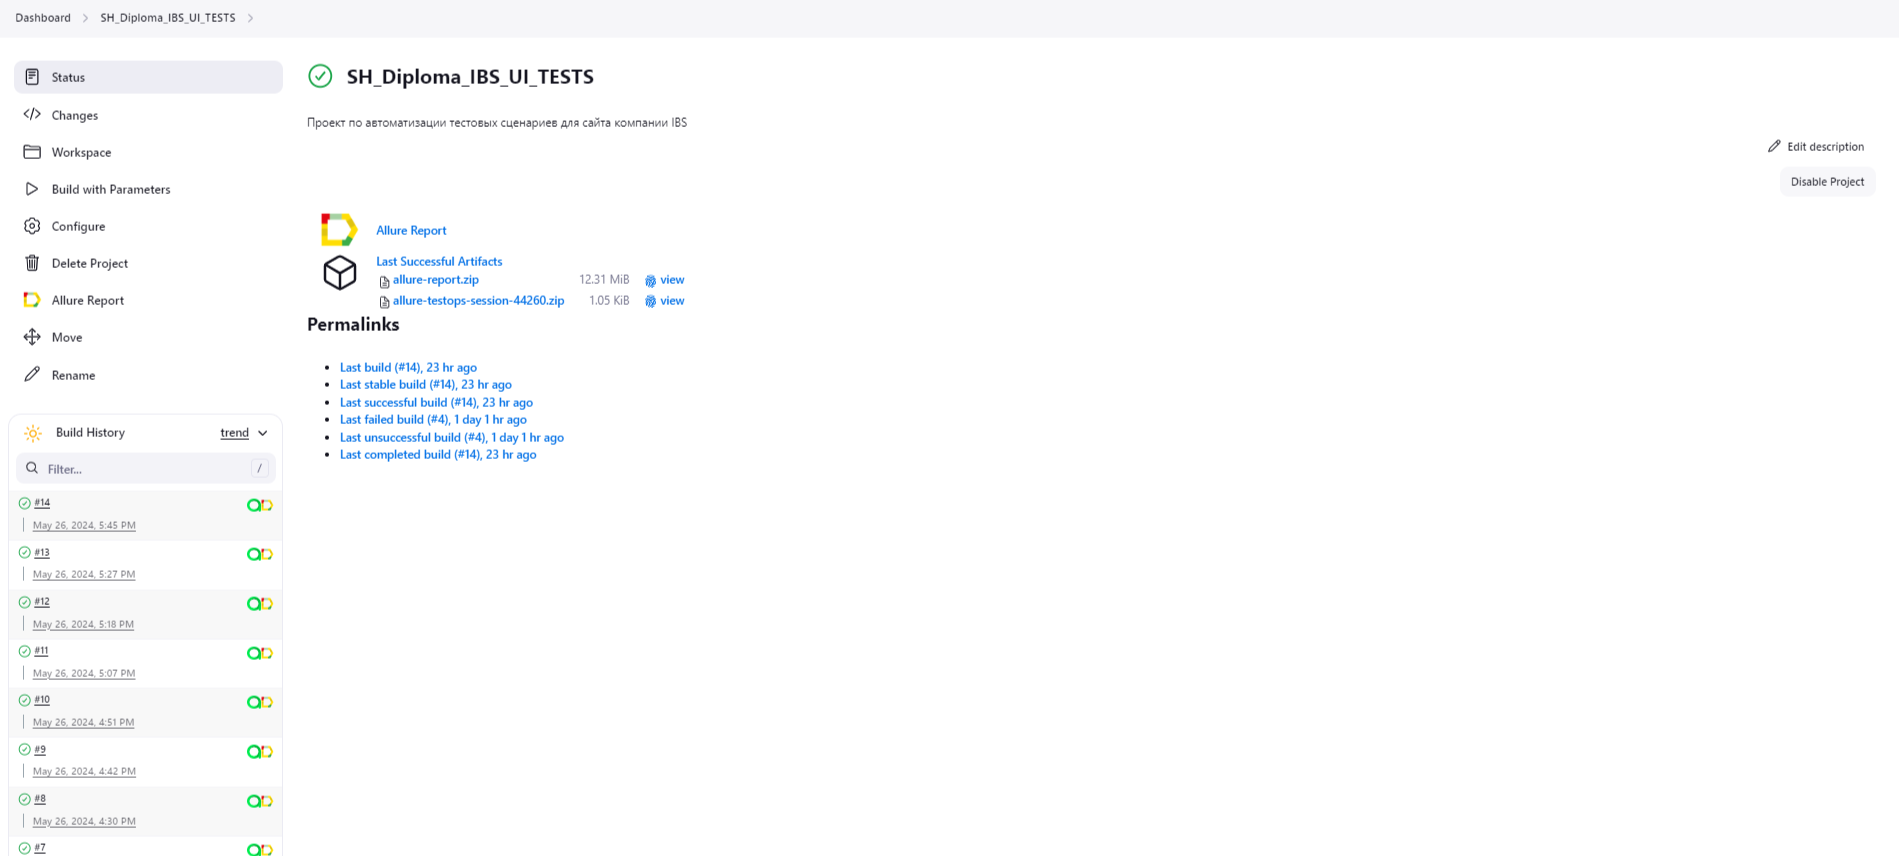 Dashboard
SH_Diploma_IBS_UI_TESTS
Status
Changes
Workspace
Build with Parameters
Configure
Delete Project
Allure Report
Move
Rename
Build History
trend
Filter...
/
#14
May 26, 2024, 5:45 PM
#13
May 26, 2024, 5:27 PM
#12
May 26, 2024, 5:18 PM
#11
May 26, 2024, 5:07 PM
#10
May 26, 2024, 4:51 PM
#9
May 26, 2024, 4:42 PM
#8
May 26, 2024, 4:30 PM
#7
SH_Diploma_IBS_UI_TESTS
Проект по автоматизации тестовых сценариев для сайта компании IBS
Edit description
Disable Project
Allure Report
Last Successful Artifacts
allure-report.zip 12.31 MiB view
allure-testops-session-44260.zip 1.05 KiB view
Permalinks
Last build (#14), 23 hr ago
Last stable build (#14), 23 hr ago
Last successful build (#14), 23 hr ago
Last failed build (#4), 1 day 1 hr ago
Last unsuccessful build (#4), 1 day 1 hr ago
Last completed build (#14), 23 hr ago